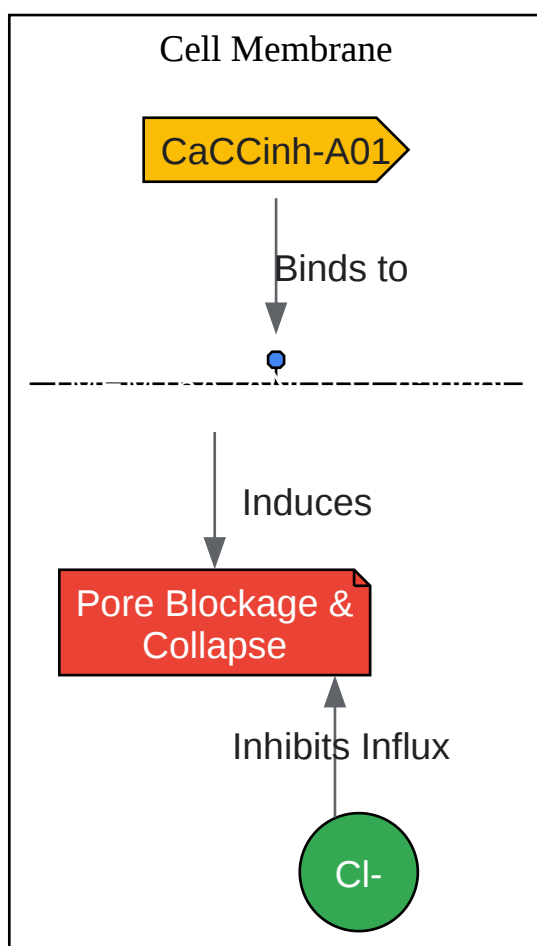 Cell Membrane
CaCCinh-A01
Binds to
Induces
Pore Blockage &
Collapse
Inhibits Influx
Cl-